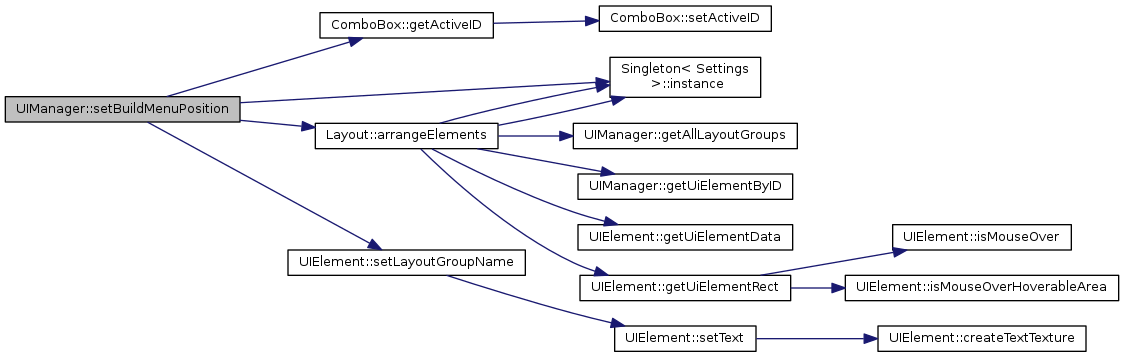 UIManager::setBuildMenuPosition
ComboBox::getActiveID
ComboBox::setActiveID
Singleton< Settings
>::instance
Layout::arrangeElements
UIManager::getAllLayoutGroups
UIManager::getUiElementByID
UIElement::getUiElementData
UIElement::getUiElementRect
UIElement::isMouseOver
UIElement::isMouseOverHoverableArea
UIElement::setLayoutGroupName
UIElement::setText
UIElement::createTextTexture